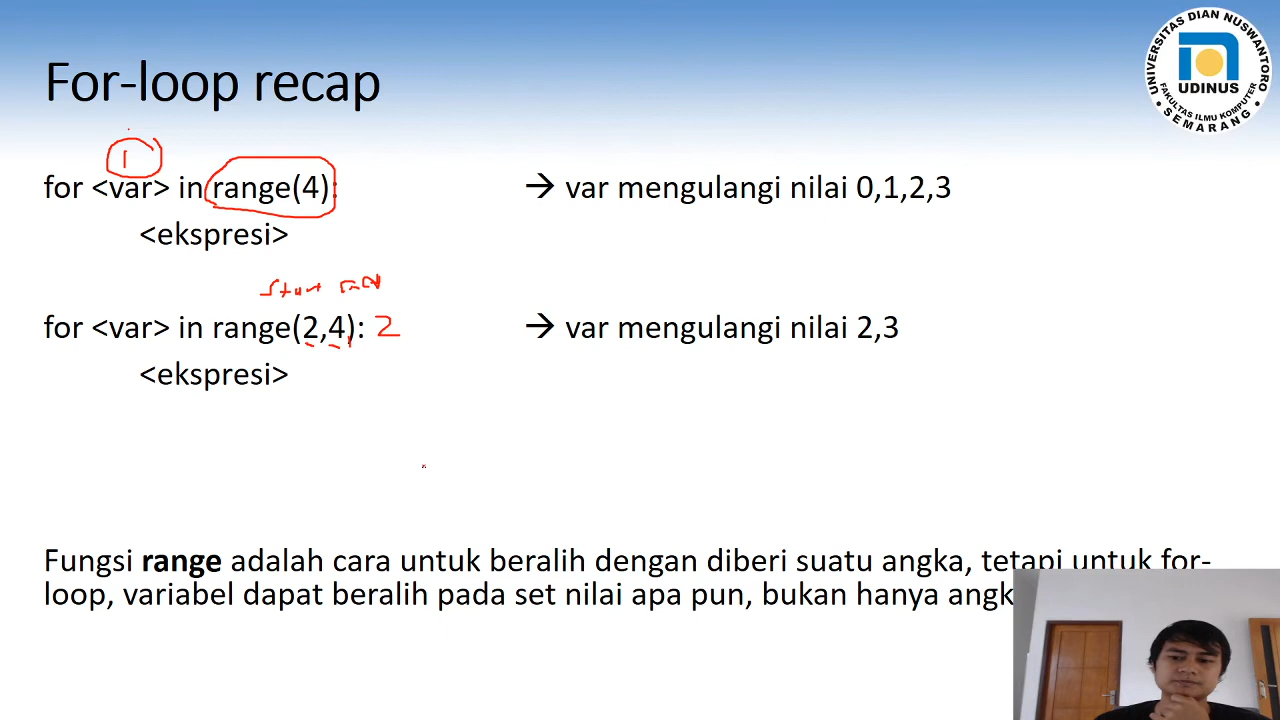 For-loop recap
UNIVERSITAS DIAN NUSWANTORO
UDINUS
FAKULTAS ILMU KOMPUTER
• SEMARANG •
for <var> in range(4): → var mengulangi nilai 0,1,2,3
<ekspresi>
start end
for <var> in range(2,4): 2 → var mengulangi nilai 2,3
<ekspresi>
Fungsi range adalah cara untuk beralih dengan diberi suatu angka, tetapi untuk for-
loop, variabel dapat beralih pada set nilai apa pun, bukan hanya